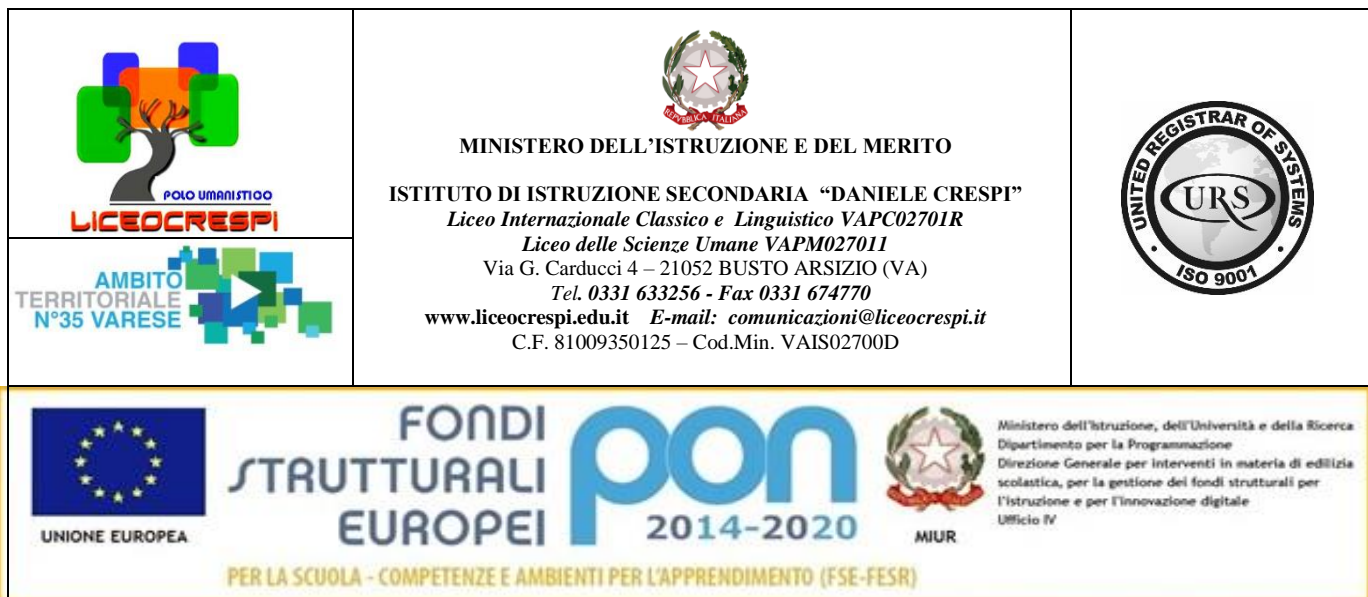 POLO UMANISTICO
LICEOCRESPI
AMBITO
TERRITORIALE
N°35 VARESE
REPVBBLICA ITALIANA
MINISTERO DELL’ISTRUZIONE E DEL MERITO
ISTITUTO DI ISTRUZIONE SECONDARIA “DANIELE CRESPI”
Liceo Internazionale Classico e Linguistico VAPC02701R
Liceo delle Scienze Umane VAPM027011
Via G. Carducci 4 – 21052 BUSTO ARSIZIO (VA)
Tel. 0331 633256 - Fax 0331 674770
www.liceocrespi.edu.it E-mail: comunicazioni@liceocrespi.it
C.F. 81009350125 – Cod.Min. VAIS02700D
UNITED REGISTRAR OF SYSTEMS
URS
ISO 9001
UNIONE EUROPEA
FONDI
STRUTTURALI
EUROPEI
pon
2014-2020
MIUR
Ministero dell'Istruzione, dell'Università e della Ricerca
Dipartimento per la Programmazione
Direzione Generale per interventi in materia di edilizia
scolastica, per la gestione dei fondi strutturali per
l'istruzione e per l'innovazione digitale
Ufficio IV
PER LA SCUOLA - COMPETENZE E AMBIENTI PER L'APPRENDIMENTO (FSE-FESR)